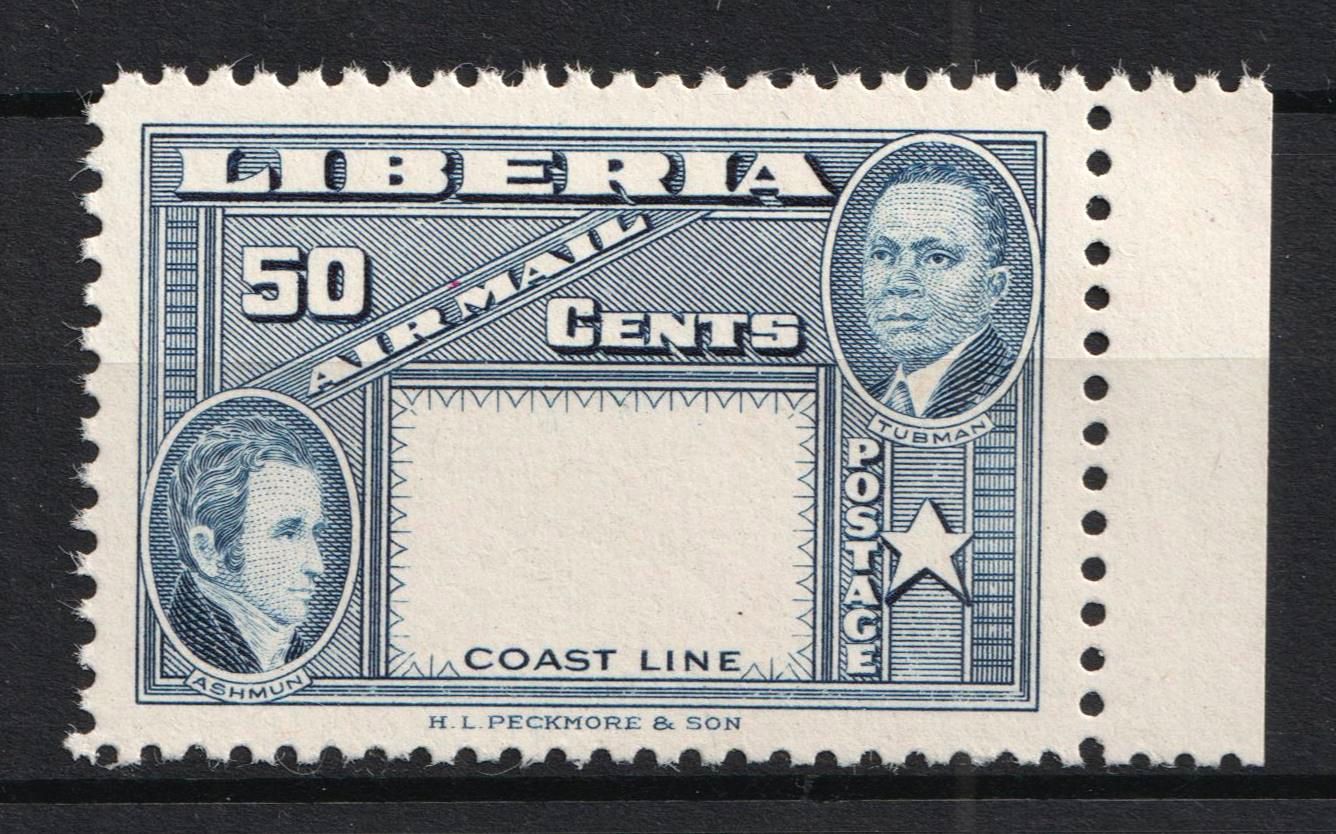 LIBERIA
50 CENTS
AIR MAIL
TUBMAN
POSTAGE
ASHMUN
COAST LINE
H. L. PECKMORE & SON